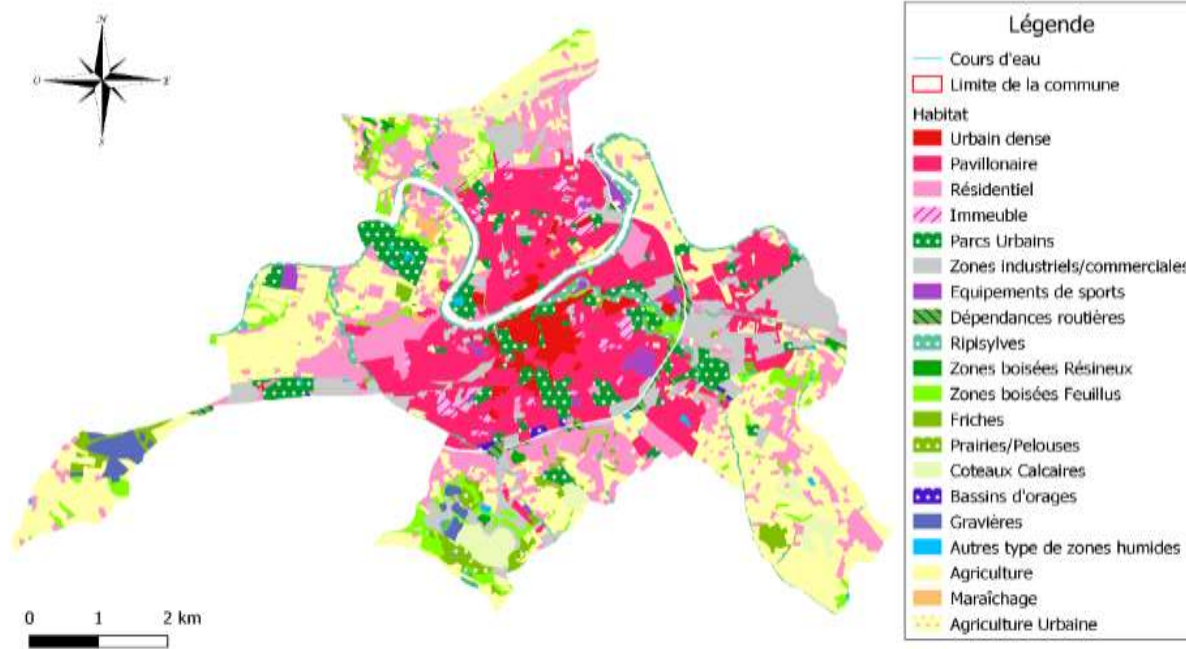 N
O
E
S
0 1 2 km
Légende
Cours d'eau
Limite de la commune
Habitat
Urbain dense
Pavillonaire
Résidentiel
Immeuble
Parcs Urbains
Zones industriels/commerciales
Equipements de sports
Dépendances routières
Ripisylves
Zones boisées Résineux
Zones boisées Feuillus
Friches
Prairies/Pelouses
Coteaux Calcaires
Bassins d'orages
Gravières
Autres type de zones humides
Agriculture
Maraîchage
Agriculture Urbaine